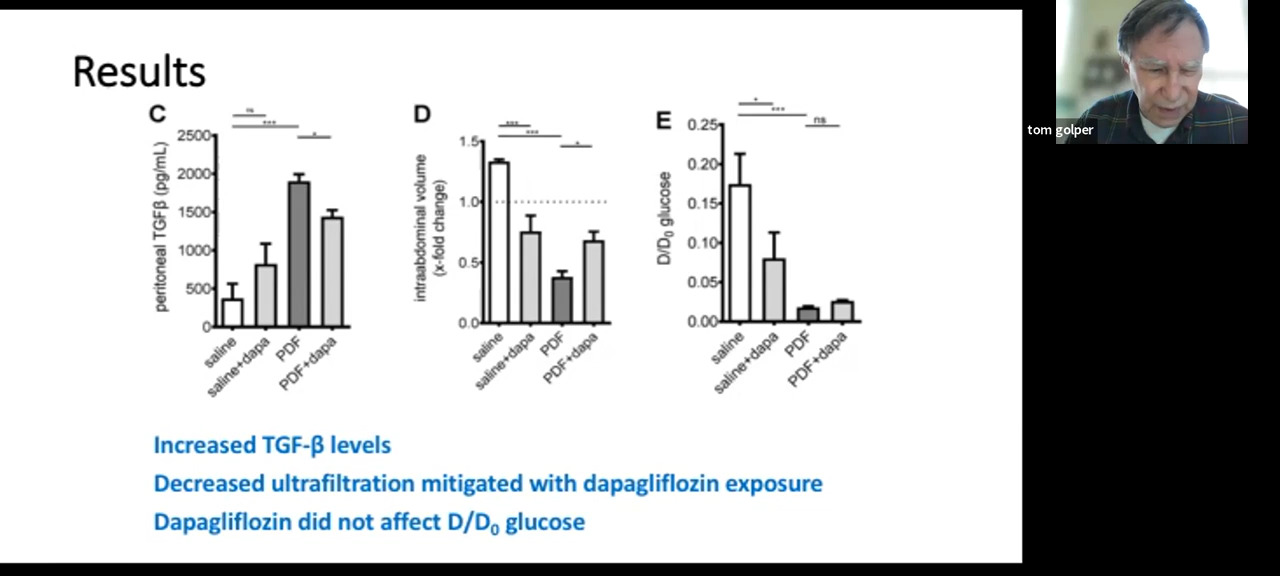 Results
C
ns
***
*
2500
2000
1500
1000
500
0
peritoneal TGFβ (pg/mL)
saline
saline+dapa
PDF
PDF+dapa
D
***
***
*
1.5
1.0
0.5
0.0
intraabdominal volume
(x-fold change)
saline
saline+dapa
PDF
PDF+dapa
E
*
***
ns
0.25
0.20
0.15
0.10
0.05
0.00
D/D₀ glucose
saline
saline+dapa
PDF
PDF+dapa
Increased TGF-β levels
Decreased ultrafiltration mitigated with dapagliflozin exposure
Dapagliflozin did not affect D/D₀ glucose
tom golper